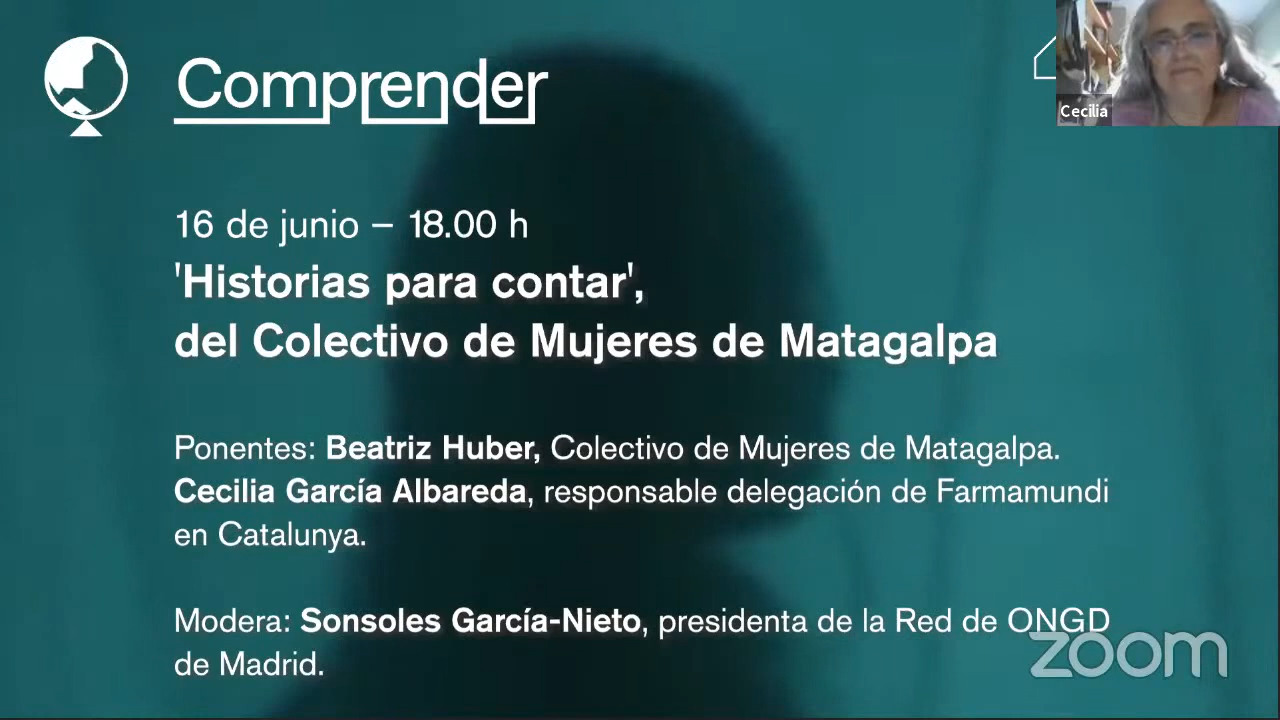 Comprender
Cecilia
16 de junio – 18.00 h
'Historias para contar',
del Colectivo de Mujeres de Matagalpa
Ponentes: Beatriz Huber, Colectivo de Mujeres de Matagalpa.
Cecilia García Albareda, responsable delegación de Farmamundi
en Catalunya.
Modera: Sonsoles García-Nieto, presidenta de la Red de ONGD
de Madrid.
zoom